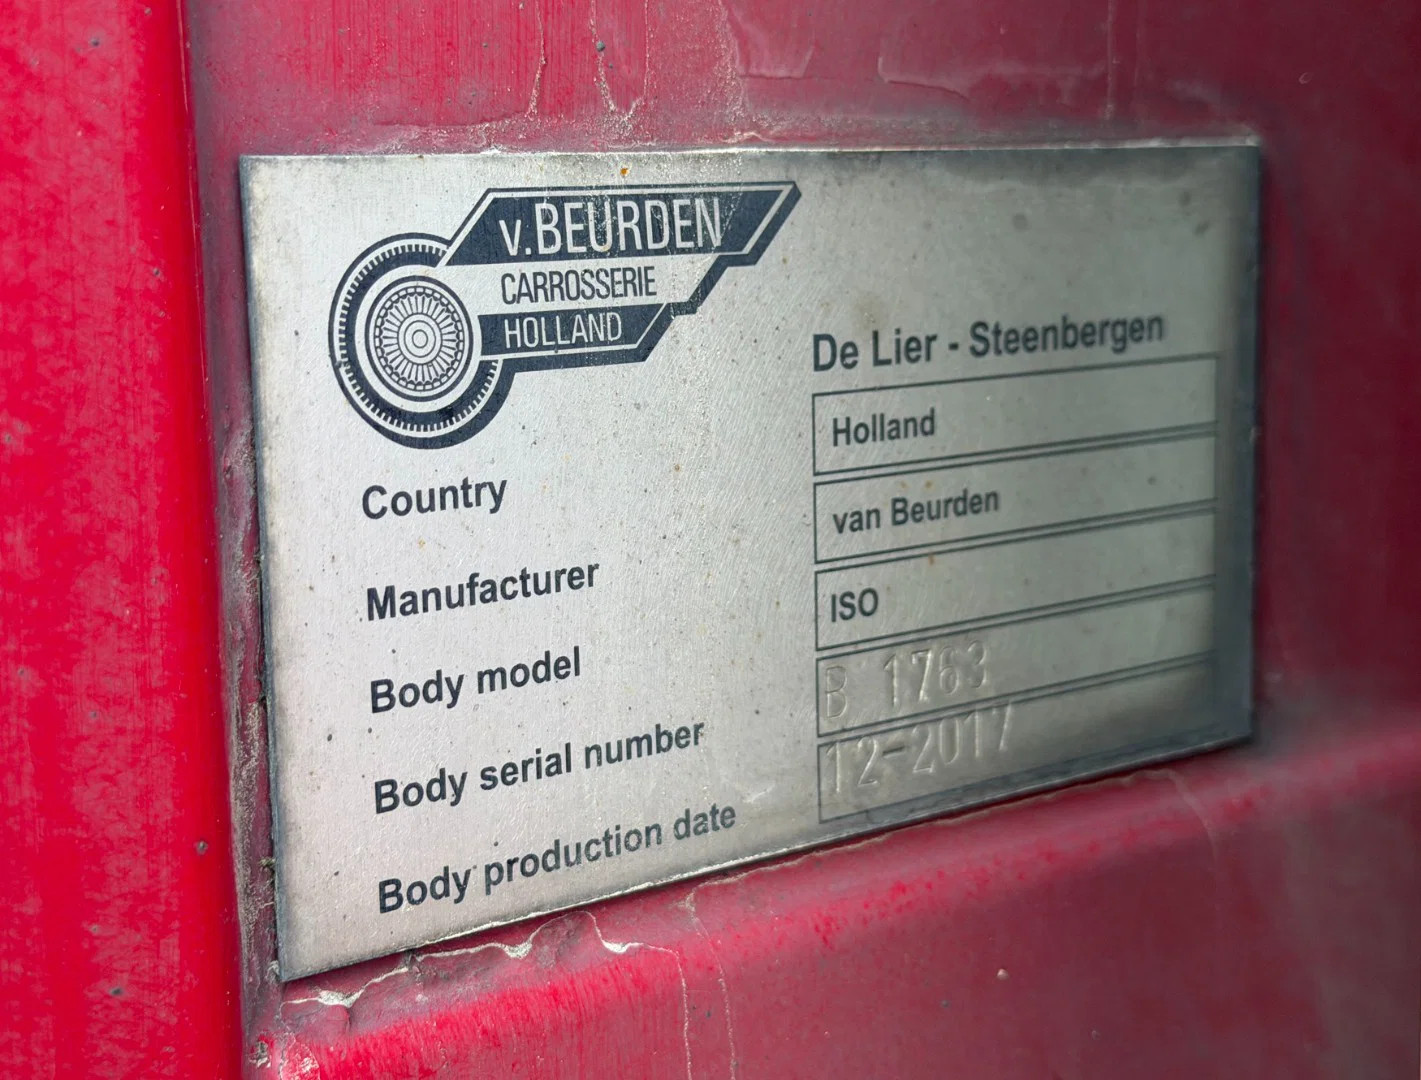 v.BEURDEN
CARROSSERIE
HOLLAND
De Lier - Steenbergen
Country
Holland
Manufacturer
van Beurden
Body model
ISO
Body serial number
B 1763
Body production date
12-2017